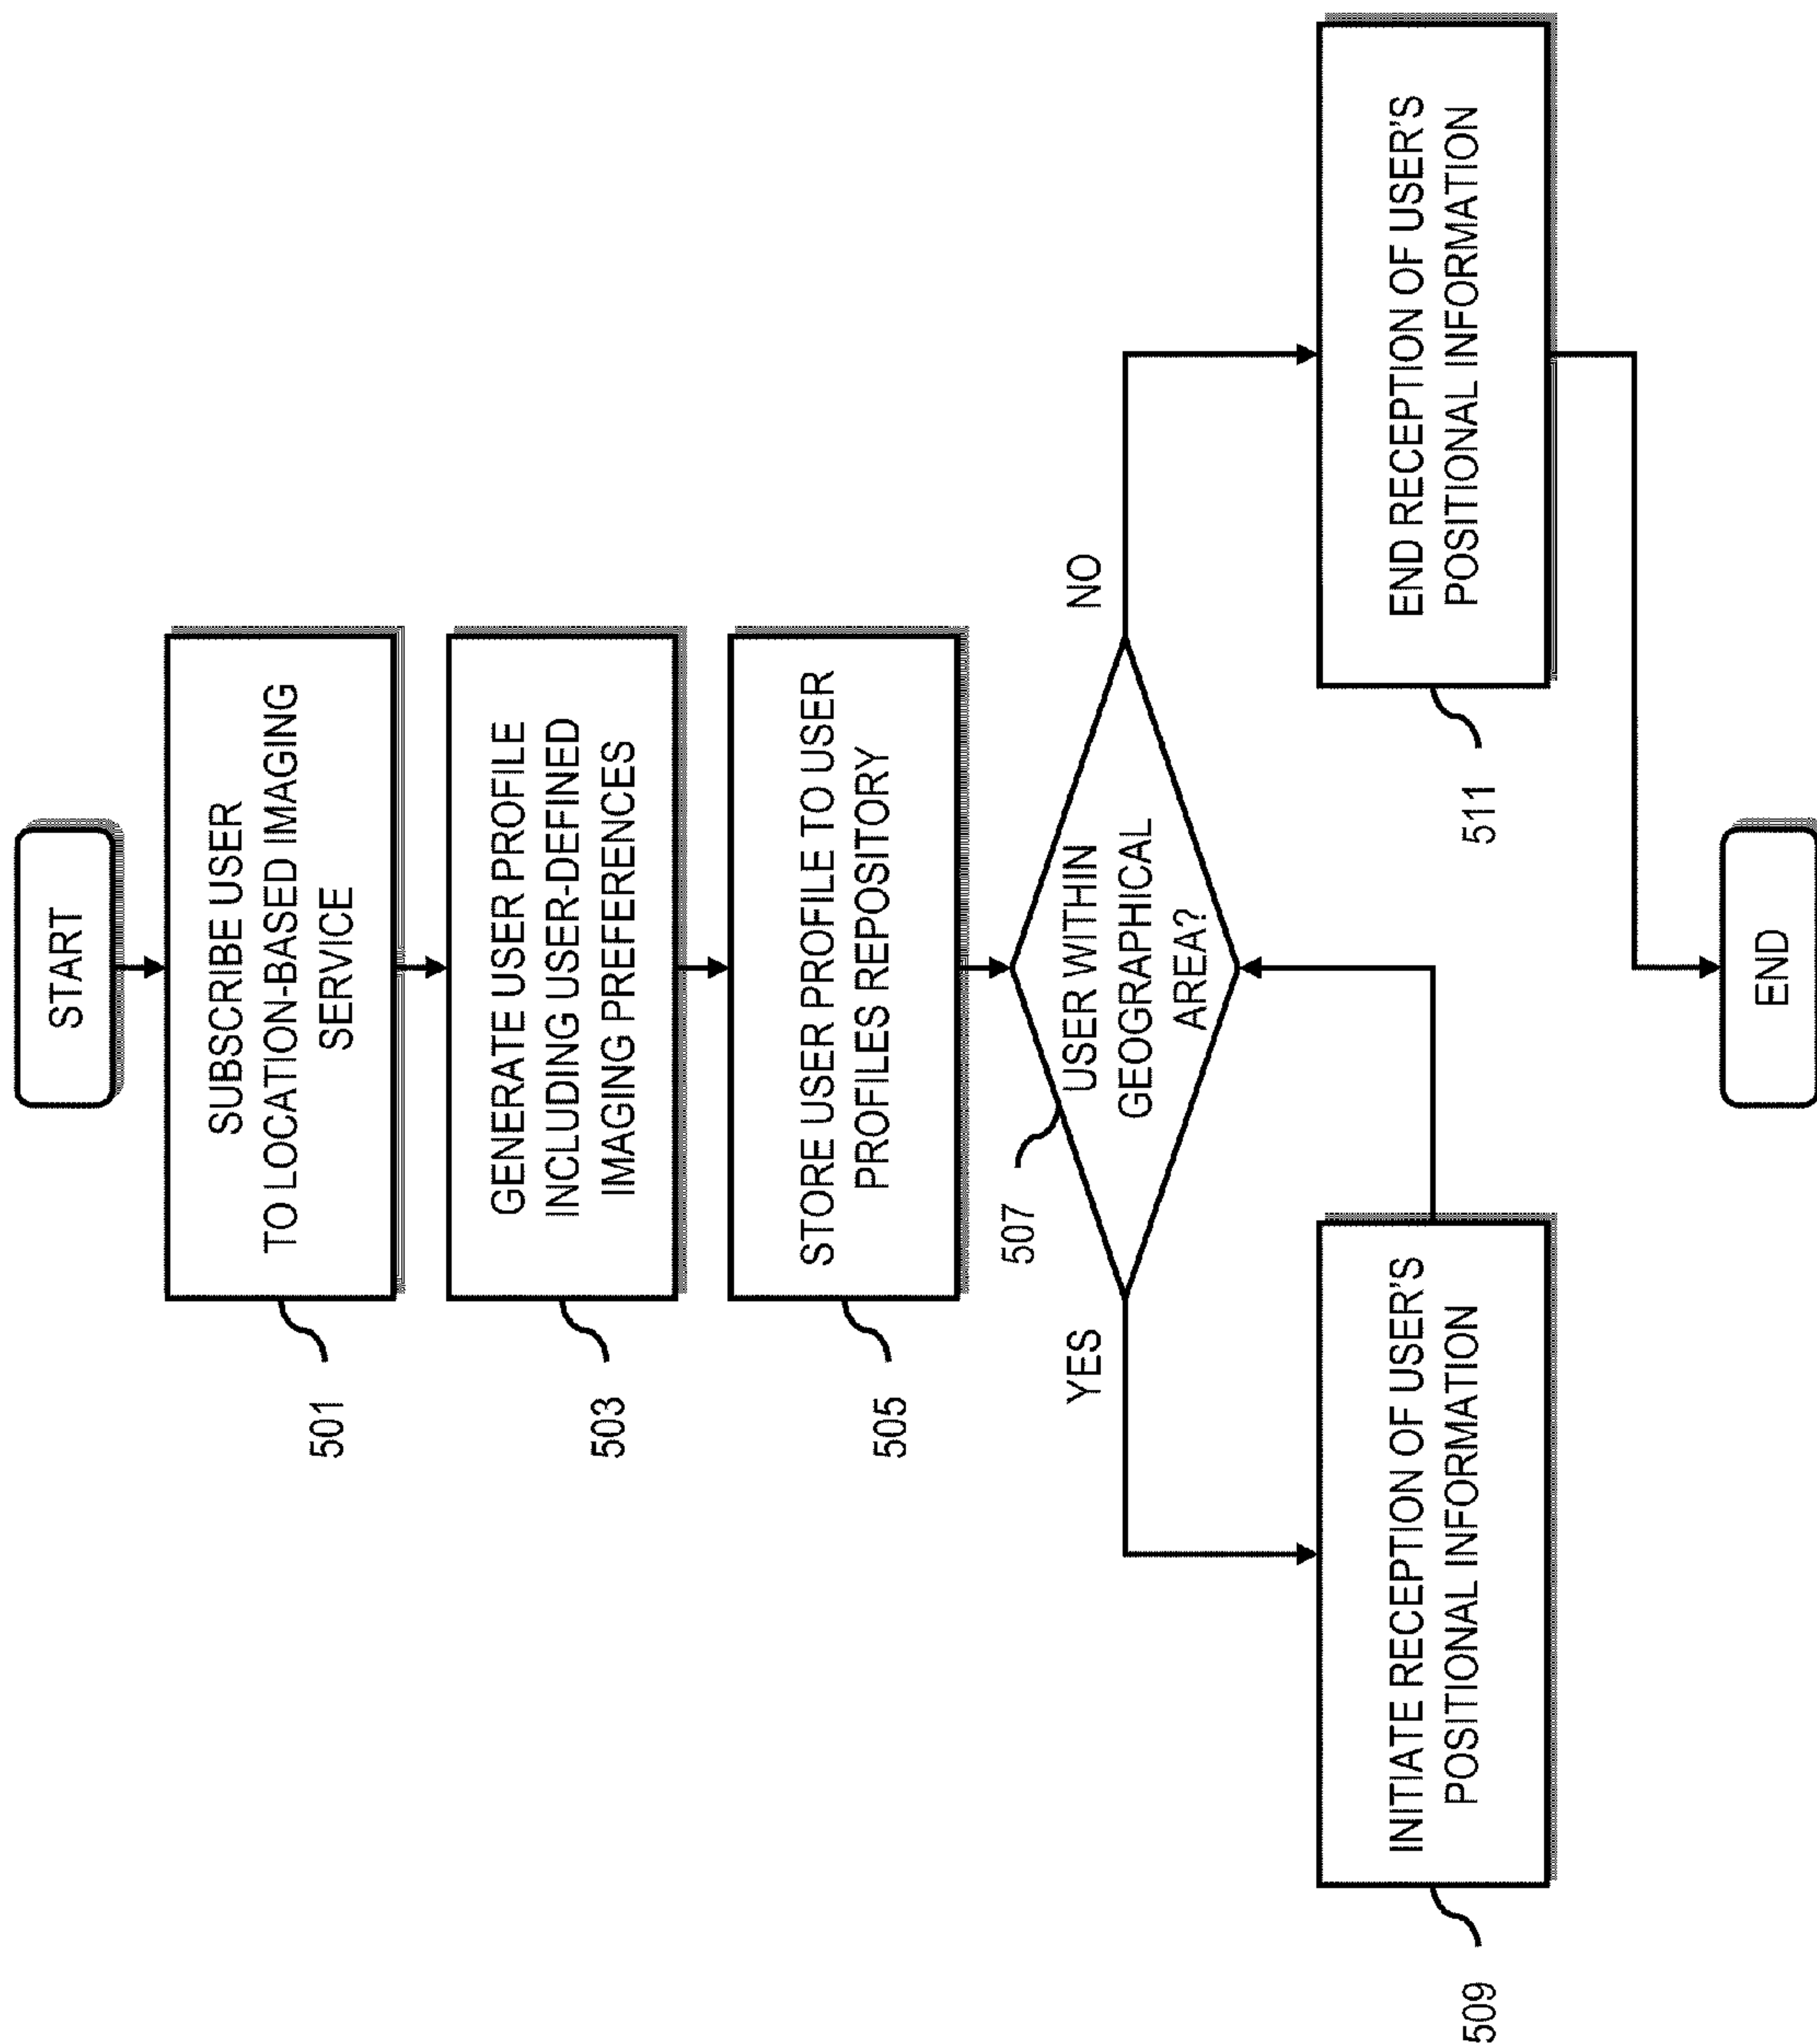 START
SUBSCRIBE USER
TO LOCATION-BASED IMAGING
SERVICE
501
GENERATE USER PROFILE
INCLUDING USER-DEFINED
IMAGING PREFERENCES
503
STORE USER PROFILE TO USER
PROFILES REPOSITORY
505
USER WITHIN
GEOGRAPHICAL
AREA?
507
YES
NO
INITIATE RECEPTION OF USER'S
POSITIONAL INFORMATION
509
END RECEPTION OF USER'S
POSITIONAL INFORMATION
511
END